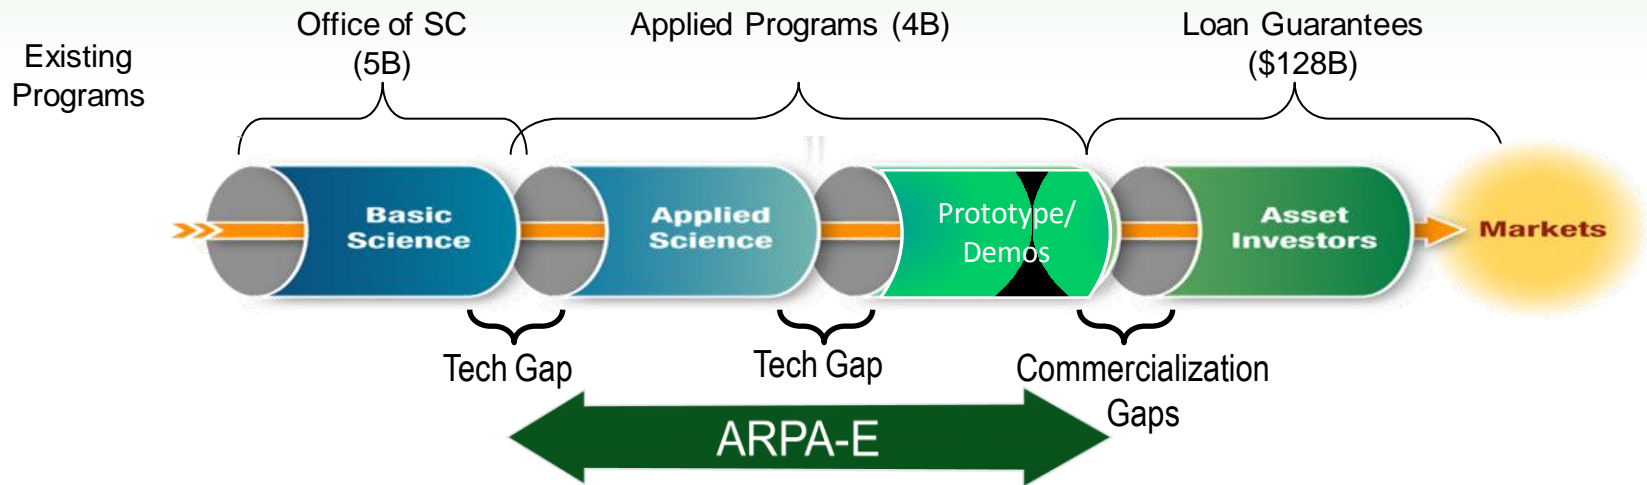 Existing
Programs
Office of SC
(5B)
Applied Programs (4B)
Loan Guarantees
($128B)
Basic
Science
Applied
Science
Prototype/
Demos
Asset
Investors
Markets
Tech Gap
Tech Gap
Commercialization
Gaps
ARPA-E